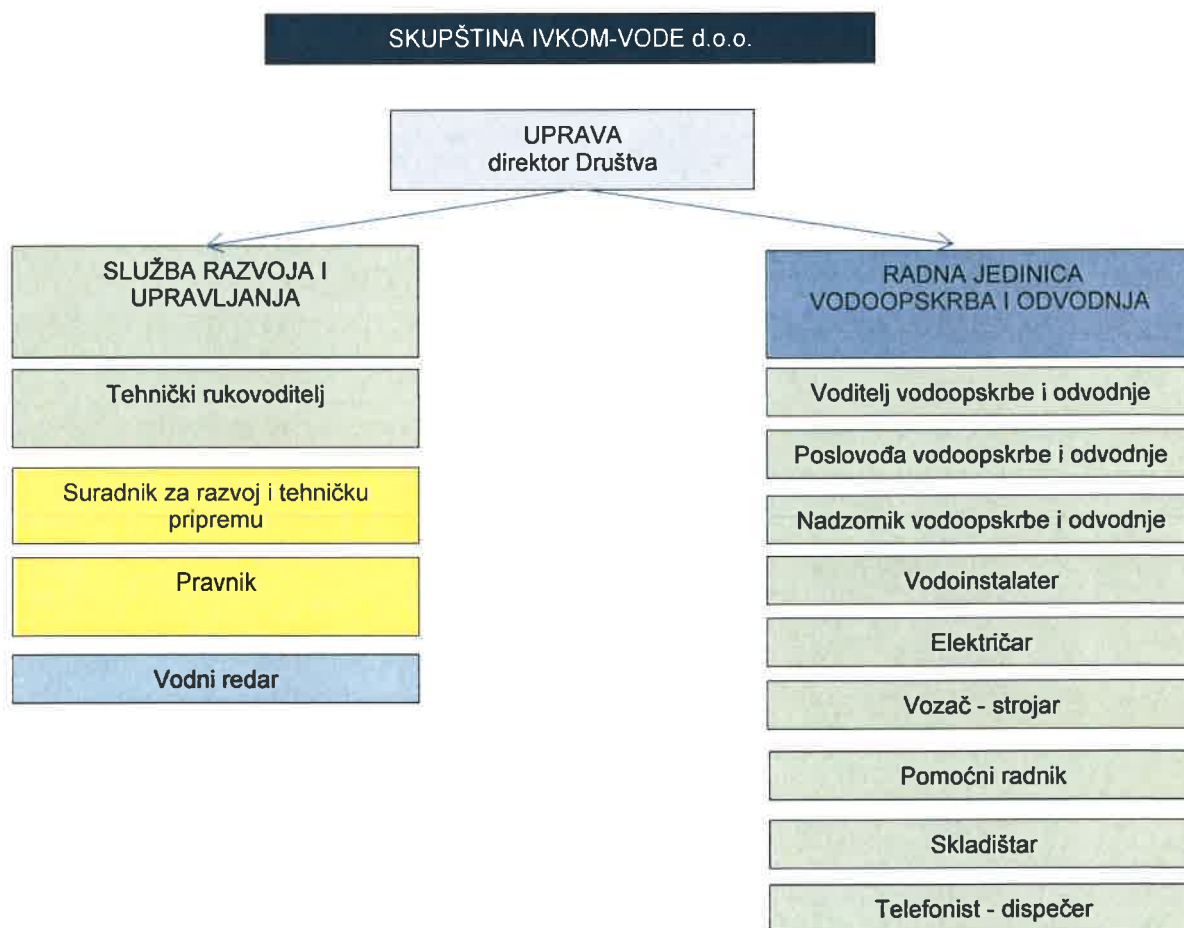 SKUPŠTINA IVKOM-VODE d.o.o.
UPRAVA
direktor Društva
SLUŽBA RAZVOJA I
UPRAVLJANJA
Tehnički rukovoditelj
Suradnik za razvoj i tehničku
pripremu
Pravnik
Vodni redar
RADNA JEDINICA
VODOOPSKRBA I ODVODNJA
Voditelj vodoopskrbe i odvodnje
Poslovođa vodoopskrbe i odvodnje
Nadzornik vodoopskrbe i odvodnje
Vodoinstalater
Električar
Vozač - strojar
Pomoćni radnik
Skladištar
Telefonist - dispečer